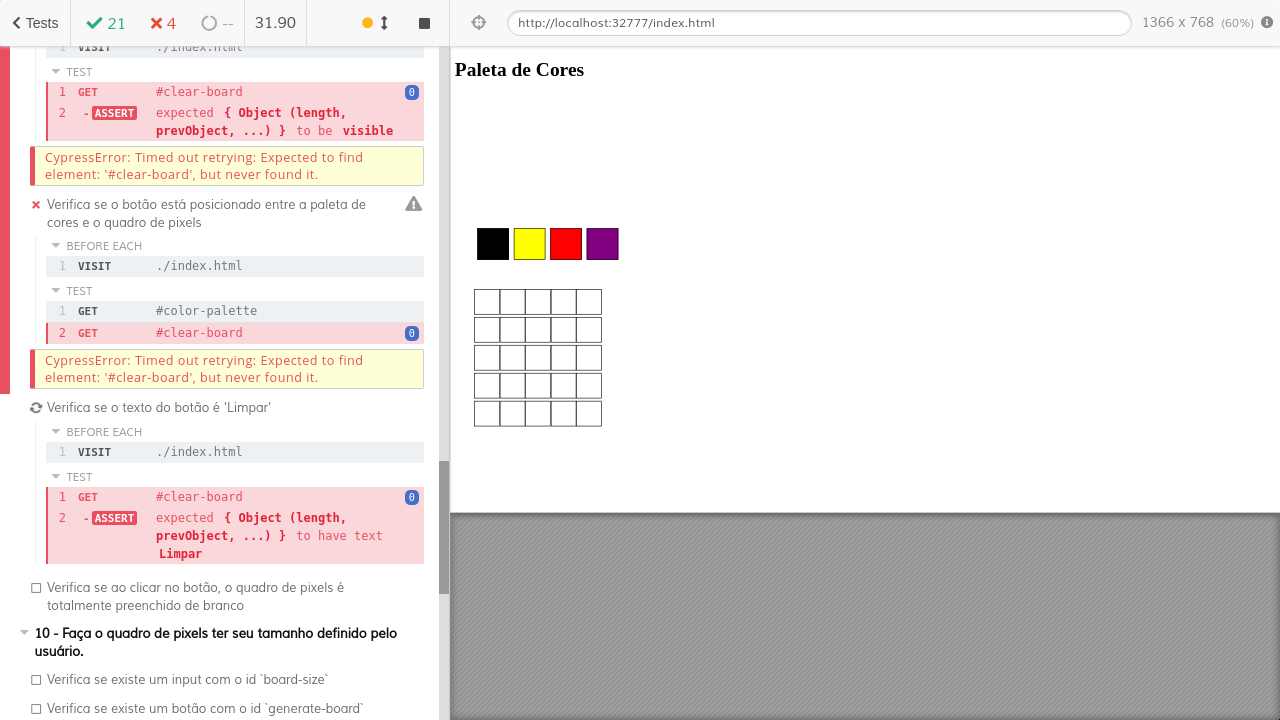 Tests 21 4 -- 31.90 http://localhost:32777/index.html 1366 x 768 (60%)
1 VISIT ./index.html
TEST
1 GET #clear-board 0
2 - ASSERT expected { Object (length,
prevObject, ...) } to be visible
CypressError: Timed out retrying: Expected to find
element: '#clear-board', but never found it.
Verifica se o botão está posicionado entre a paleta de
cores e o quadro de pixels
BEFORE EACH
1 VISIT ./index.html
TEST
1 GET #color-palette
2 GET #clear-board 0
CypressError: Timed out retrying: Expected to find
element: '#clear-board', but never found it.
Verifica se o texto do botão é 'Limpar'
BEFORE EACH
1 VISIT ./index.html
TEST
1 GET #clear-board 0
2 - ASSERT expected { Object (length,
prevObject, ...) } to have text
Limpar
Verifica se ao clicar no botão, o quadro de pixels é
totalmente preenchido de branco
10 - Faça o quadro de pixels ter seu tamanho definido pelo
usuário.
Verifica se existe um input com o id `board-size`
Verifica se existe um botão com o id `generate-board`
Paleta de Cores